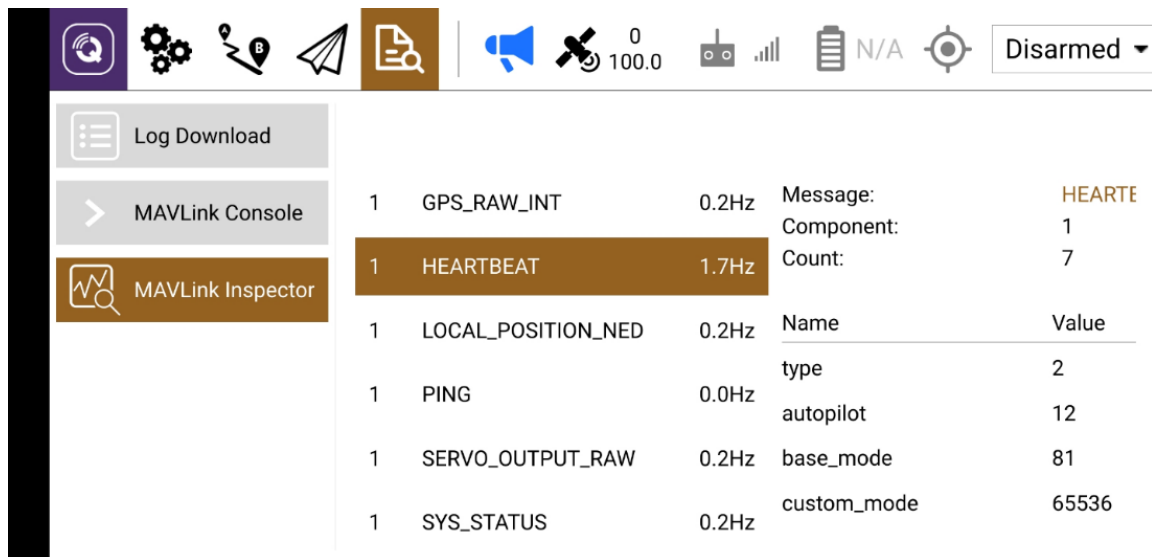 0
100.0
N/A
Disarmed
Log Download
MAVLink Console
MAVLink Inspector
1 GPS_RAW_INT 0.2Hz
1 HEARTBEAT 1.7Hz
1 LOCAL_POSITION_NED 0.2Hz
1 PING 0.0Hz
1 SERVO_OUTPUT_RAW 0.2Hz
1 SYS_STATUS 0.2Hz
Message: HEARTB
Component: 1
Count: 7
Name Value
type 2
autopilot 12
base_mode 81
custom_mode 65536